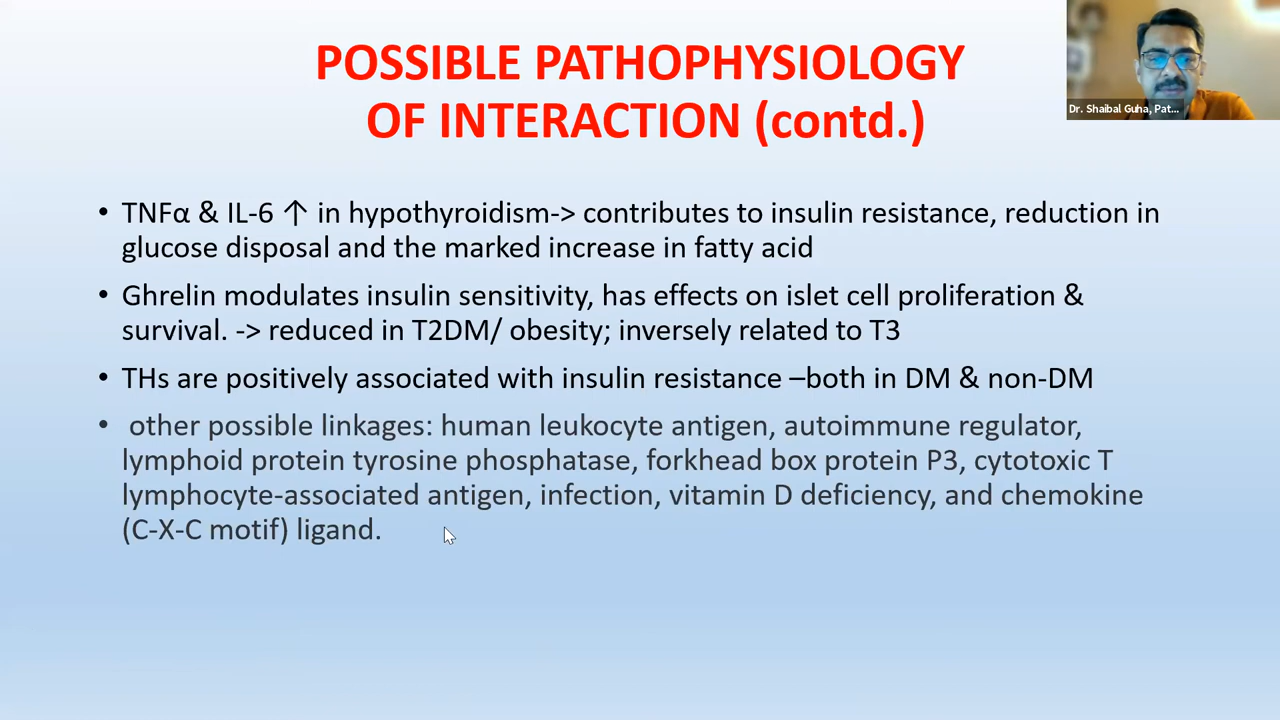 POSSIBLE PATHOPHYSIOLOGY
OF INTERACTION (contd.)
Dr. Shaibal Guha, Pat...
• TNFα & IL-6 ↑ in hypothyroidism-> contributes to insulin resistance, reduction in
glucose disposal and the marked increase in fatty acid
• Ghrelin modulates insulin sensitivity, has effects on islet cell proliferation &
survival. -> reduced in T2DM/ obesity; inversely related to T3
• THs are positively associated with insulin resistance –both in DM & non-DM
• other possible linkages: human leukocyte antigen, autoimmune regulator,
lymphoid protein tyrosine phosphatase, forkhead box protein P3, cytotoxic T
lymphocyte-associated antigen, infection, vitamin D deficiency, and chemokine
(C-X-C motif) ligand.